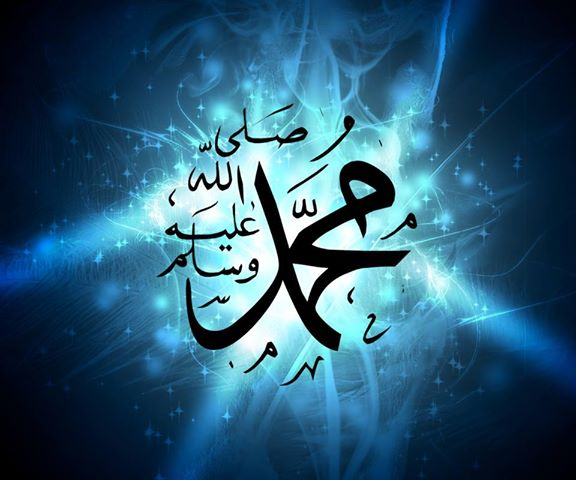 محمد
صلى
الله
عليه
وسلم